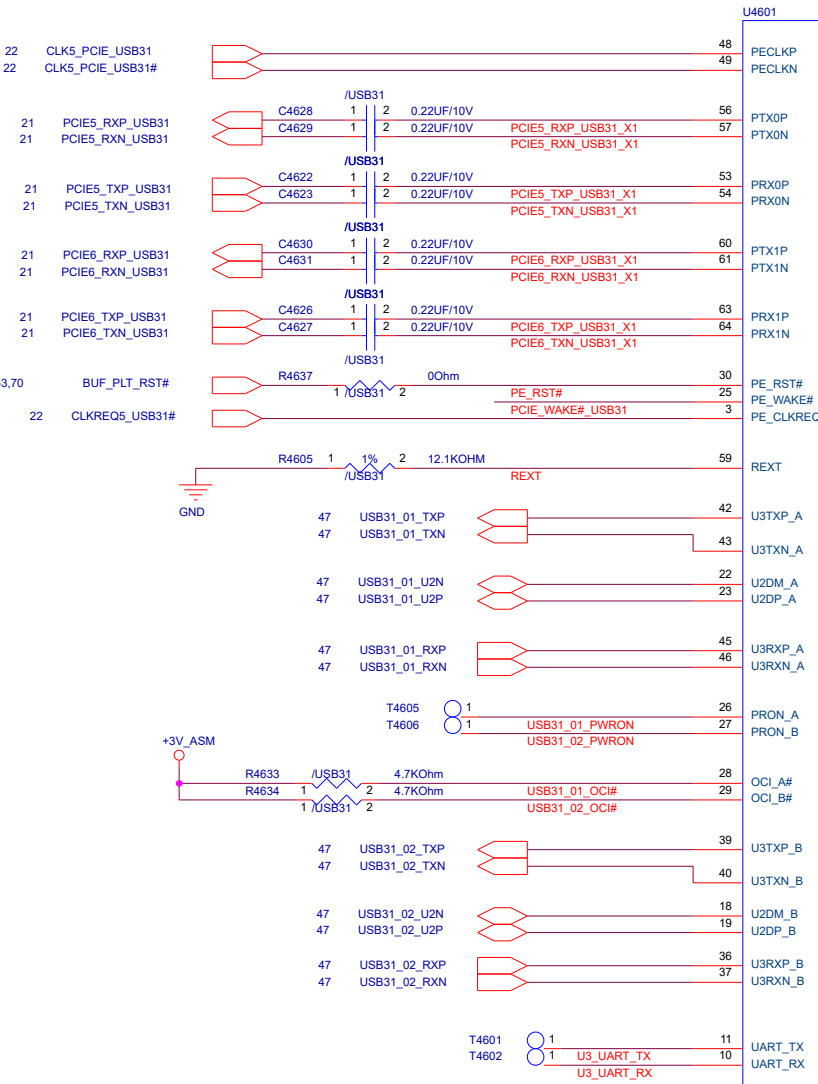 U4601
22 CLK5_PCIE_USB31 48 PECLKP
22 CLK5_PCIE_USB31# 49 PECLKN
/USB31
21 PCIE5_RXP_USB31 C4628 1 2 0.22UF/10V 56 PTX0P
21 PCIE5_RXN_USB31 C4629 1 2 0.22UF/10V PCIE5_RXP_USB31_X1 57 PTX0N
PCIE5_RXN_USB31_X1
/USB31
21 PCIE5_TXP_USB31 C4622 1 2 0.22UF/10V 53 PRX0P
21 PCIE5_TXN_USB31 C4623 1 2 0.22UF/10V PCIE5_TXP_USB31_X1 54 PRX0N
PCIE5_TXN_USB31_X1
/USB31
21 PCIE6_RXP_USB31 C4630 1 2 0.22UF/10V 60 PTX1P
21 PCIE6_RXN_USB31 C4631 1 2 0.22UF/10V PCIE6_RXP_USB31_X1 61 PTX1N
PCIE6_RXN_USB31_X1
/USB31
21 PCIE6_TXP_USB31 C4626 1 2 0.22UF/10V 63 PRX1P
21 PCIE6_TXN_USB31 C4627 1 2 0.22UF/10V PCIE6_TXP_USB31_X1 64 PRX1N
PCIE6_TXN_USB31_X1
/USB31
3,70 BUF_PLT_RST# R4637 0Ohm 30 PE_RST#
1 /USB31 2 PE_RST# 25 PE_WAKE#
22 CLKREQ5_USB31# PCIE_WAKE#_USB31 3 PE_CLKREQ
R4605 1 1% 2 12.1KOHM 59 REXT
/USB31 REXT
GND
47 USB31_01_TXP 42 U3TXP_A
47 USB31_01_TXN 43 U3TXN_A
47 USB31_01_U2N 22 U2DM_A
47 USB31_01_U2P 23 U2DP_A
47 USB31_01_RXP 45 U3RXP_A
47 USB31_01_RXN 46 U3RXN_A
T4605 1 26 PRON_A
T4606 1 USB31_01_PWRON 27 PRON_B
USB31_02_PWRON
+3V_ASM
R4633 /USB31 4.7KOhm 28 OCI_A#
R4634 1 2 4.7KOhm USB31_01_OCI# 29 OCI_B#
1 /USB31 2 USB31_02_OCI#
47 USB31_02_TXP 39 U3TXP_B
47 USB31_02_TXN 40 U3TXN_B
47 USB31_02_U2N 18 U2DM_B
47 USB31_02_U2P 19 U2DP_B
47 USB31_02_RXP 36 U3RXP_B
47 USB31_02_RXN 37 U3RXN_B
T4601 1 11 UART_TX
T4602 1 U3_UART_TX 10 UART_RX
U3_UART_RX